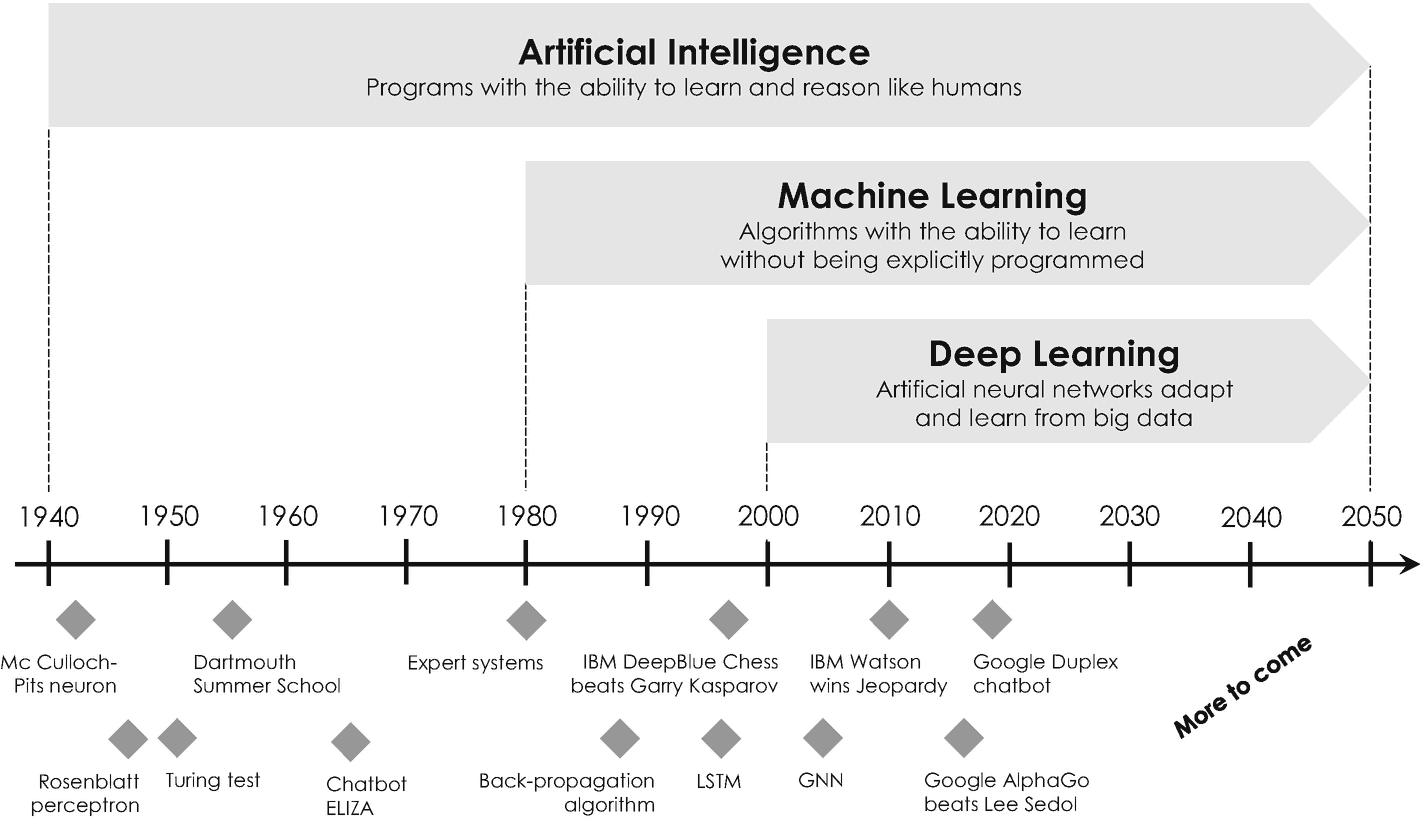 Artificial Intelligence
Programs with the ability to learn and reason like humans
Machine Learning
Algorithms with the ability to learn
without being explicitly programmed
Deep Learning
Artificial neural networks adapt
and learn from big data
1940 1950 1960 1970 1980 1990 2000 2010 2020 2030 2040 2050
Mc Culloch-
Pits neuron
Dartmouth
Summer School
Expert systems
IBM DeepBlue Chess
beats Garry Kasparov
IBM Watson
wins Jeopardy
Google Duplex
chatbot
More to come
Rosenblatt
perceptron
Turing test
Chatbot
ELIZA
Back-propagation
algorithm
LSTM
GNN
Google AlphaGo
beats Lee Sedol